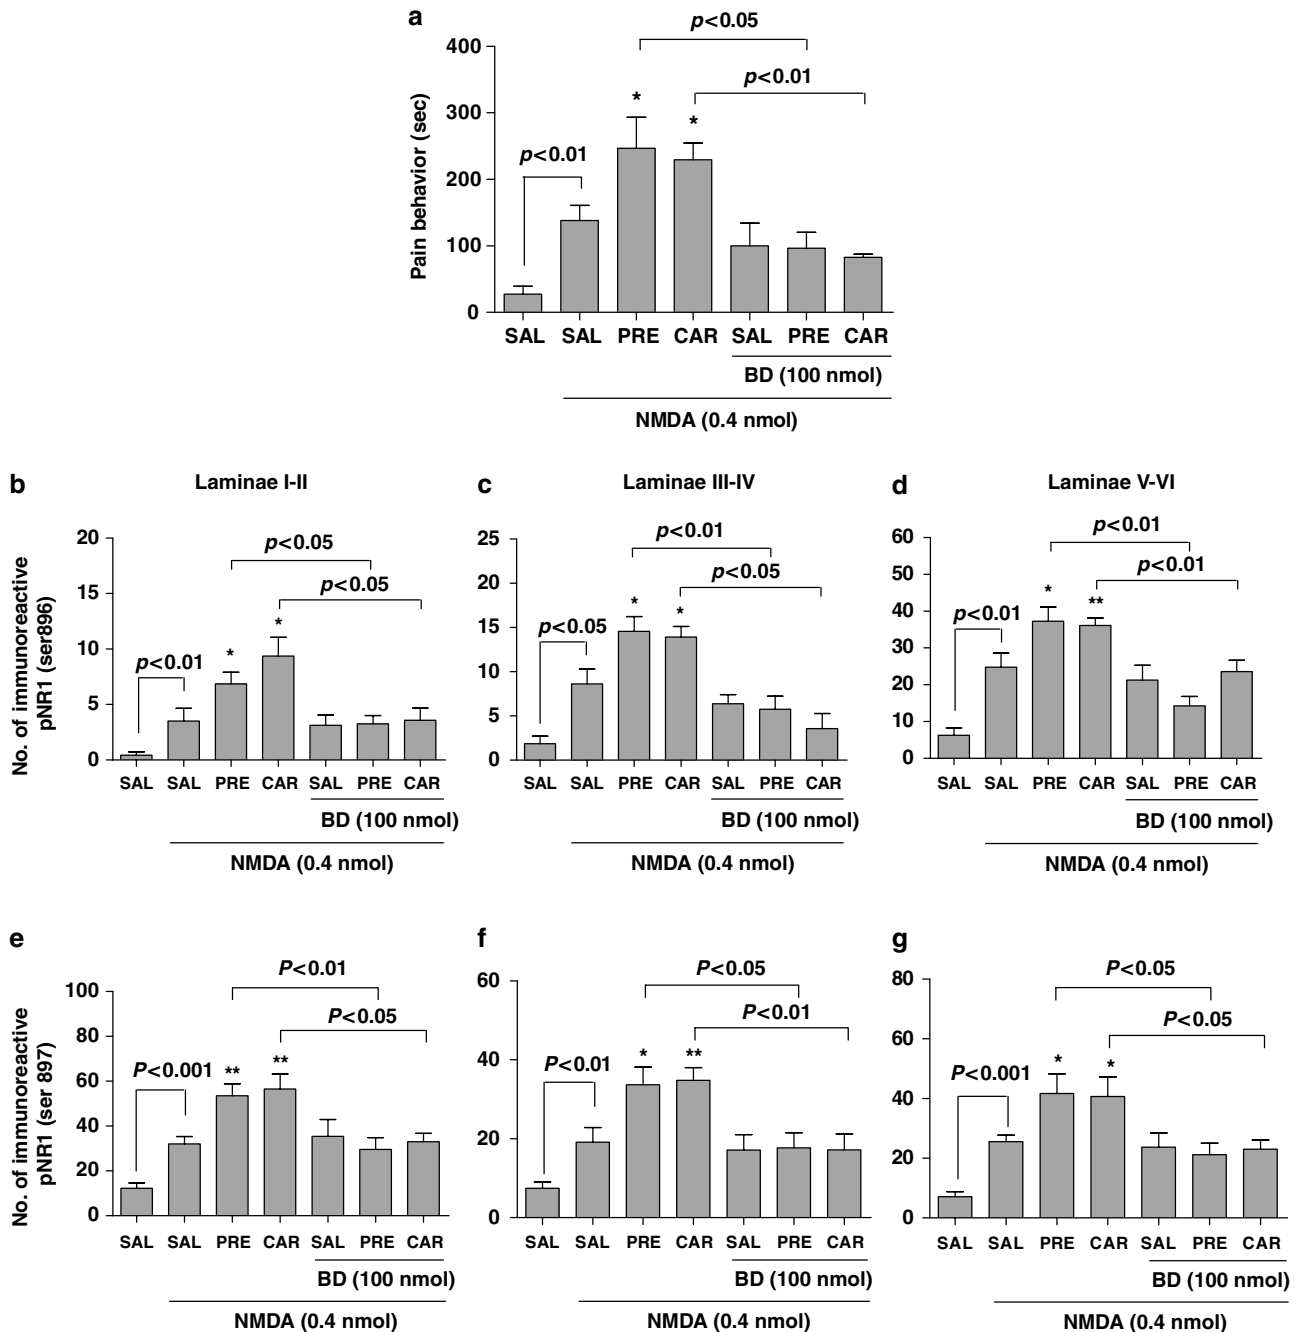 a
Pain behavior (sec)
400
300
200
100
0
p<0.05
p<0.01
p<0.01
*
*
SAL SAL PRE CAR SAL PRE CAR
BD (100 nmol)
NMDA (0.4 nmol)
b
Laminae I-II
No. of immunoreactive
pNR1 (ser896)
20
15
10
5
0
p<0.05
p<0.05
p<0.01
*
*
SAL SAL PRE CAR SAL PRE CAR
BD (100 nmol)
NMDA (0.4 nmol)
c
Laminae III-IV
25
20
15
10
5
0
p<0.01
p<0.05
p<0.05
*
*
SAL SAL PRE CAR SAL PRE CAR
BD (100 nmol)
NMDA (0.4 nmol)
d
Laminae V-VI
60
50
40
30
20
10
0
p<0.01
p<0.01
p<0.01
*
**
SAL SAL PRE CAR SAL PRE CAR
BD (100 nmol)
NMDA (0.4 nmol)
e
No. of immunoreactive
pNR1 (ser 897)
100
80
60
40
20
0
P<0.01
P<0.05
P<0.001
**
**
SAL SAL PRE CAR SAL PRE CAR
BD (100 nmol)
NMDA (0.4 nmol)
f
60
40
20
0
P<0.05
P<0.01
P<0.01
*
**
SAL SAL PRE CAR SAL PRE CAR
BD (100 nmol)
NMDA (0.4 nmol)
g
80
60
40
20
0
P<0.05
P<0.05
P<0.001
*
*
SAL SAL PRE CAR SAL PRE CAR
BD (100 nmol)
NMDA (0.4 nmol)